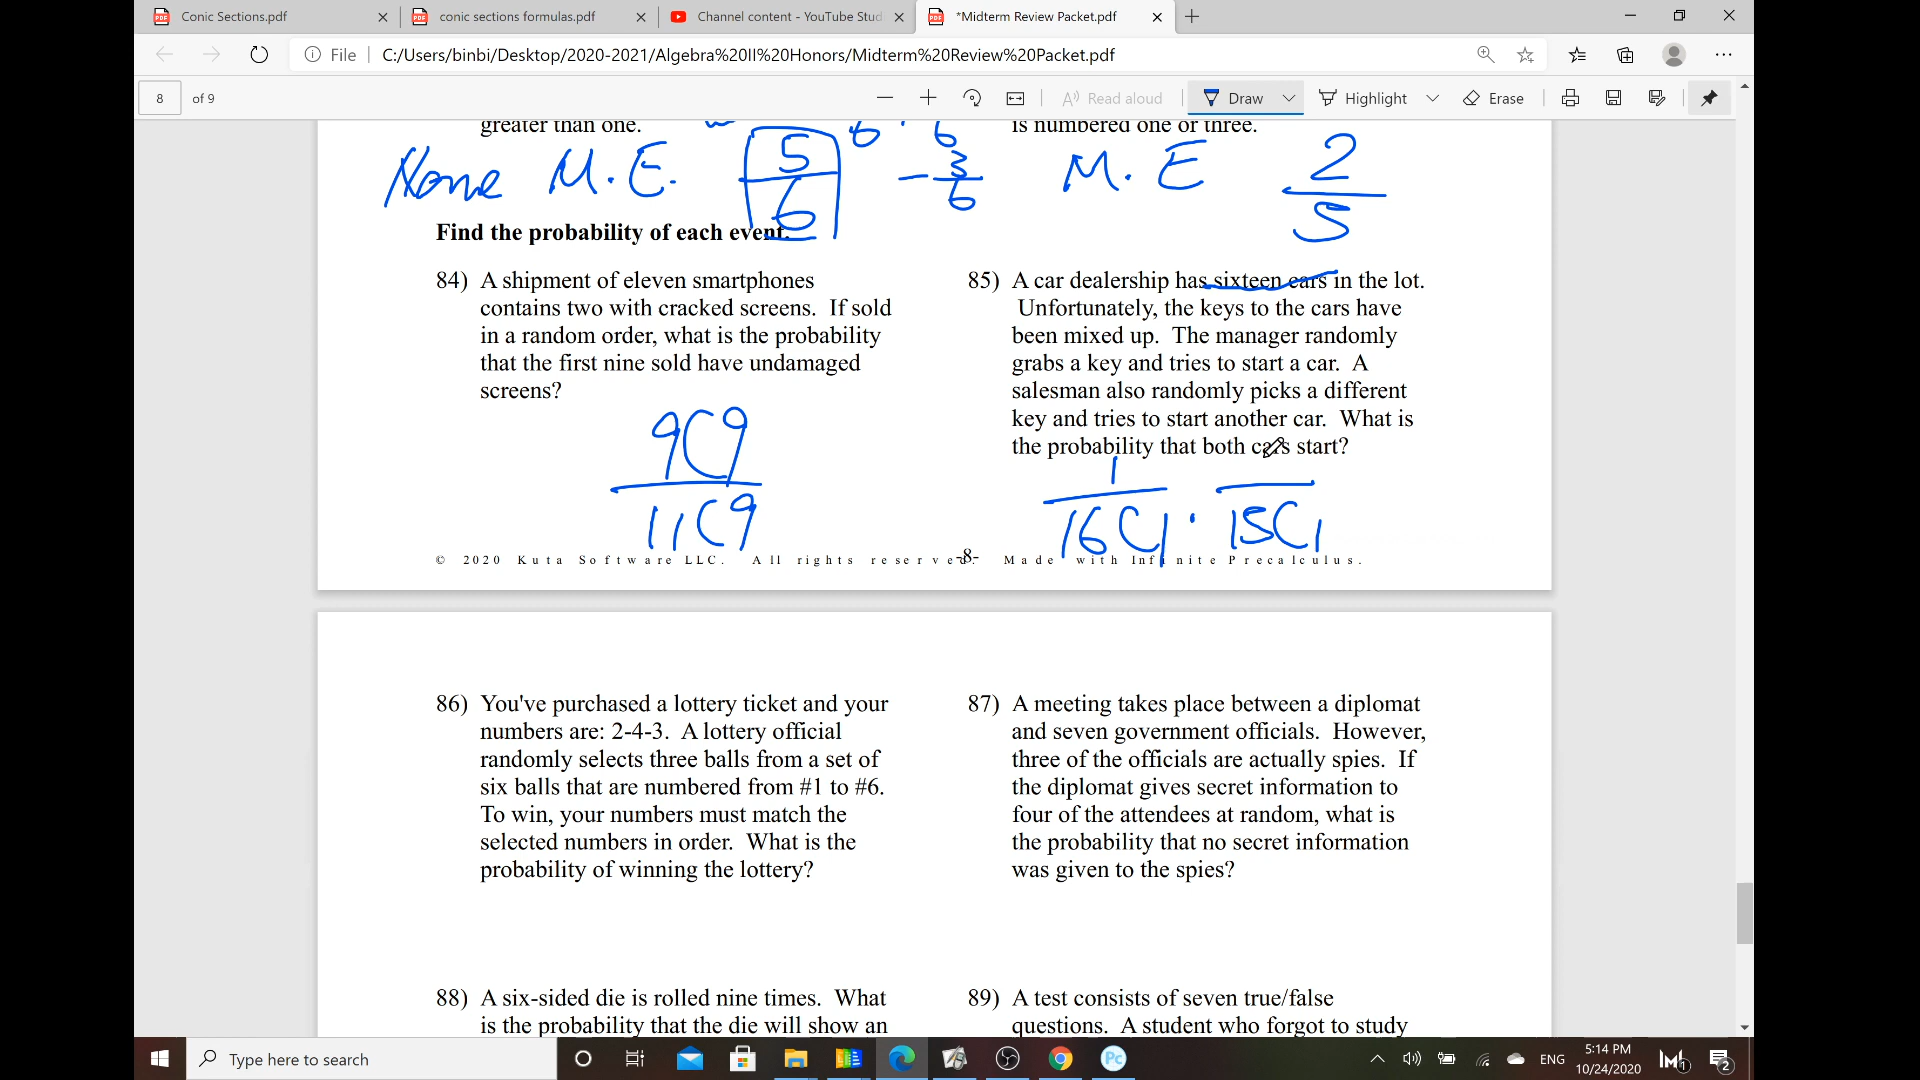 Conic Sections.pdf
conic sections formulas.pdf
Channel content - YouTube Stud
*Midterm Review Packet.pdf
File
C:/Users/binbi/Desktop/2020-2021/Algebra%20II%20Honors/Midterm%20Review%20Packet.pdf
8 of 9
Read aloud
Draw
Highlight
Erase
greater than one.
is numbered one or three.
None M.E. 5/6 - 3/6
M. E 2/5
Find the probability of each event.
84) A shipment of eleven smartphones
contains two with cracked screens. If sold
in a random order, what is the probability
that the first nine sold have undamaged
screens?
9C9
11C9
85) A car dealership has sixteen cars in the lot.
Unfortunately, the keys to the cars have
been mixed up. The manager randomly
grabs a key and tries to start a car. A
salesman also randomly picks a different
key and tries to start another car. What is
the probability that both cars start?
1
16C1 · 15C1
© 2020 Kuta Software LLC. All rights reserved.
-8-
Made with Infinite Precalculus.
86) You've purchased a lottery ticket and your
numbers are: 2-4-3. A lottery official
randomly selects three balls from a set of
six balls that are numbered from #1 to #6.
To win, your numbers must match the
selected numbers in order. What is the
probability of winning the lottery?
87) A meeting takes place between a diplomat
and seven government officials. However,
three of the officials are actually spies. If
the diplomat gives secret information to
four of the attendees at random, what is
the probability that no secret information
was given to the spies?
88) A six-sided die is rolled nine times. What
is the probability that the die will show an
89) A test consists of seven true/false
questions. A student who forgot to study
Type here to search
ENG
5:14 PM
10/24/2020